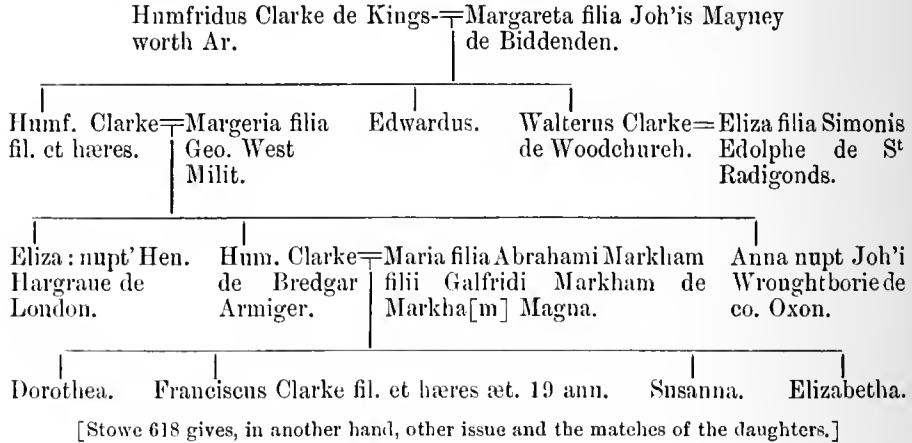 Humfridus Clarke de Kings-
worth Ar.
Margareta filia Joh'is Mayney
de Biddenden.
Humf. Clarke
fil. et hæres.
Margeria filia
Geo. West
Milit.
Edwardus.
Walterus Clarke
de Woodchurch.
Eliza filia Simonis
Edolphe de St
Radigonds.
Eliza: nupt' Hen.
Hargraue de
London.
Hum. Clarke
de Bredgar
Armiger.
Maria filia Abrahami Markham
filii Galfridi Markham de
Markha[m] Magna.
Anna nupt Joh'i
Wroughtborie de
co. Oxon.
Dorothea.
Franciscus Clarke fil. et hæres æt. 19 ann.
Susanna.
Elizabetha.
[Stowe 618 gives, in another hand, other issue and the matches of the daughters.]